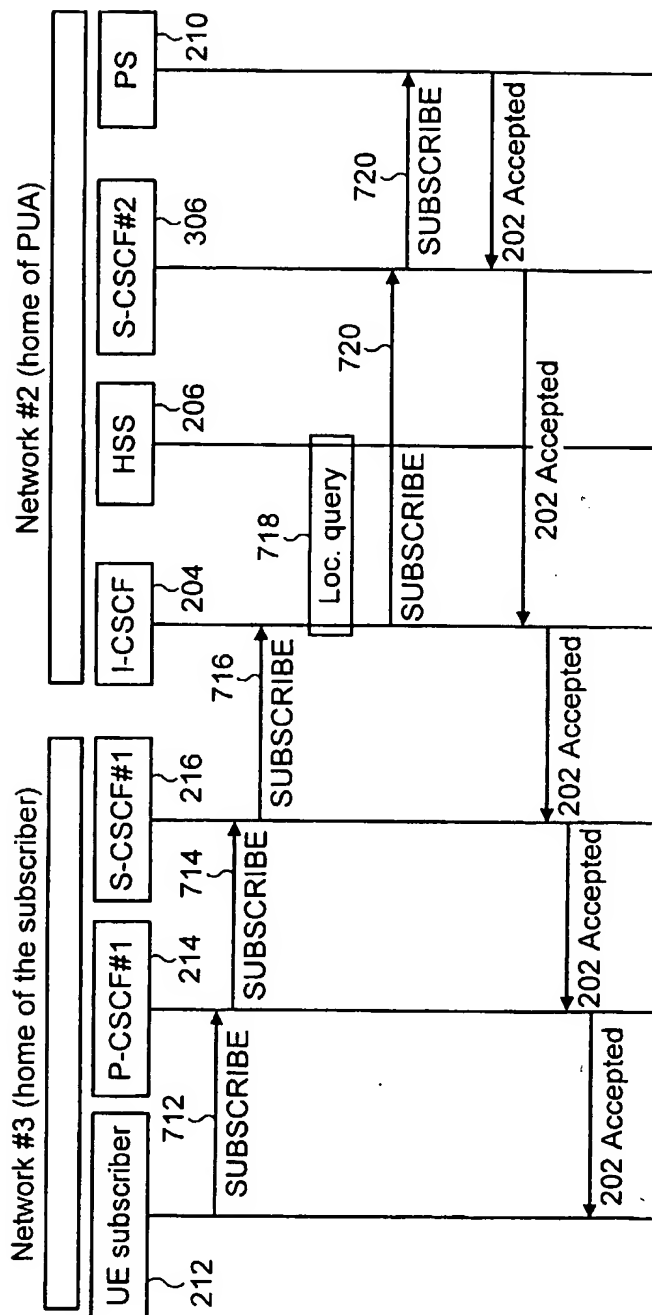 Network #3 (home of the subscriber)
Network #2 (home of PUA)
UE subscriber
212
P-CSCF#1
214
S-CSCF#1
216
I-CSCF
204
HSS
206
S-CSCF#2
306
PS
210
712
SUBSCRIBE
714
SUBSCRIBE
716
SUBSCRIBE
718
Loc. query
720
SUBSCRIBE
720
SUBSCRIBE
202 Accepted
202 Accepted
202 Accepted
202 Accepted
202 Accepted